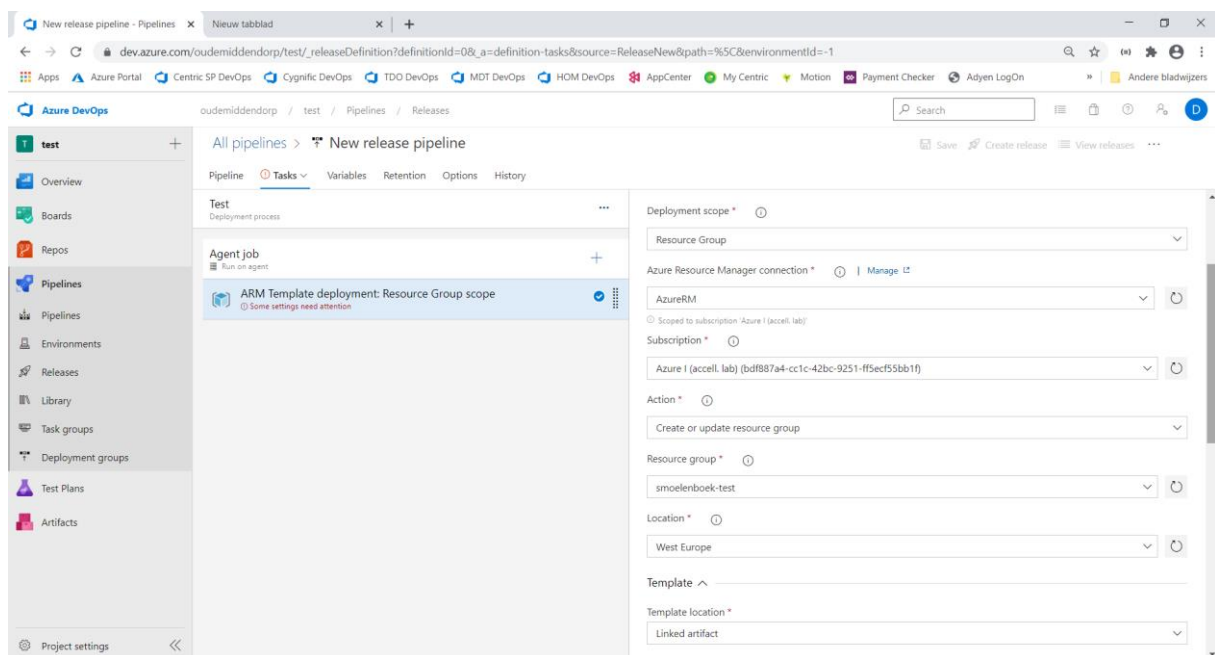 New release pipeline - Pipelines
Nieuw tabblad
dev.azure.com/oudemiddendorp/test/_releaseDefinition?definitionId=0&_a=definition-tasks&source=ReleaseNew&path=%5C&environmentId=-1
Apps Azure Portal Centric SP DevOps Cygnific DevOps TDO DevOps MDT DevOps HOM DevOps AppCenter My Centric Motion Payment Checker Adyen LogOn » Andere bladwijzers
Azure DevOps
oudemiddendorp / test / Pipelines / Releases
Search
D
T test
Overview
Boards
Repos
Pipelines
Pipelines
Environments
Releases
Library
Task groups
Deployment groups
Test Plans
Artifacts
Project settings
All pipelines > New release pipeline
Save Create release View releases ...
Pipeline Tasks Variables Retention Options History
Test
Deployment process
Agent job
Run on agent
ARM Template deployment: Resource Group scope
Some settings need attention
Deployment scope *
Resource Group
Azure Resource Manager connection * | Manage
AzureRM
Scoped to subscription 'Azure I (accell. lab)'
Subscription *
Azure I (accell. lab) (bdf887a4-cc1c-42bc-9251-ff5ecf55bb1f)
Action *
Create or update resource group
Resource group *
smoelenboek-test
Location *
West Europe
Template
Template location *
Linked artifact